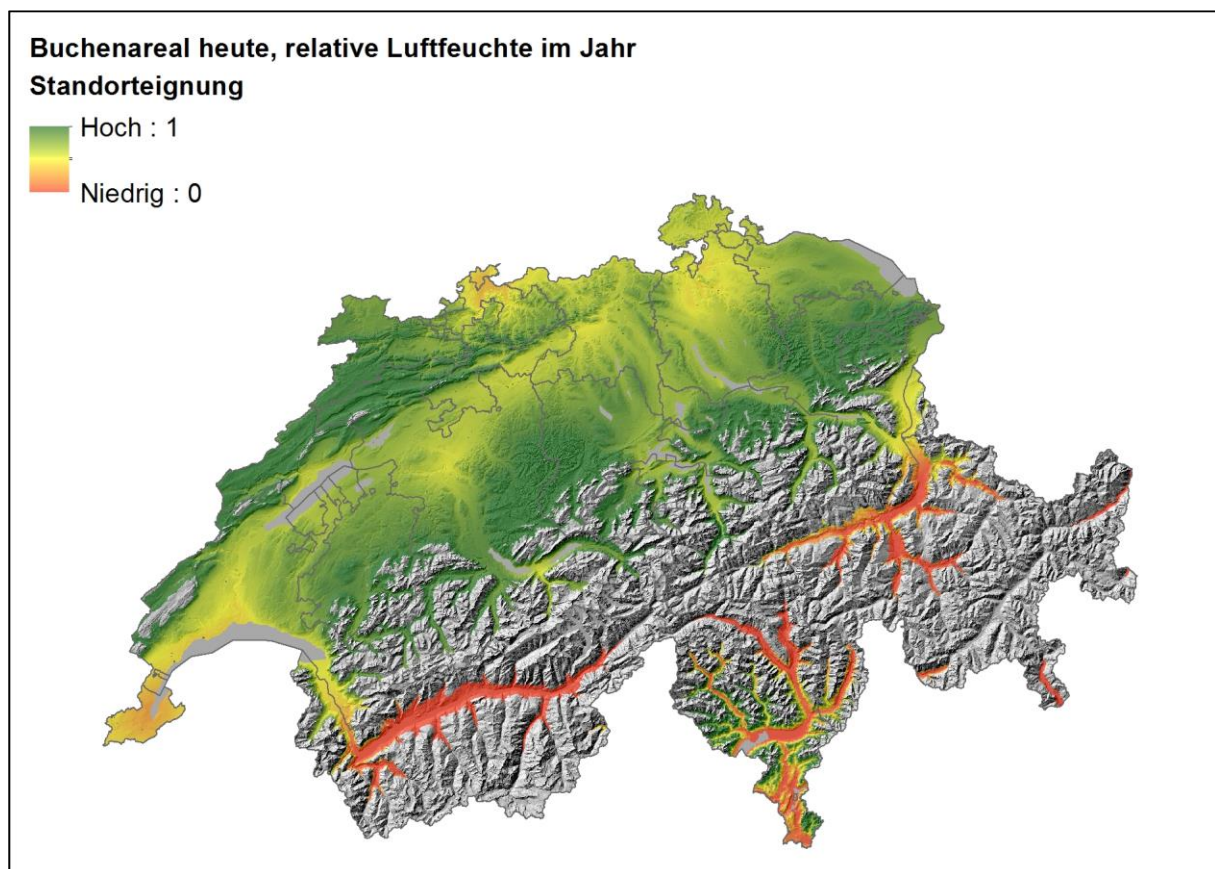 Buchenareal heute, relative Luftfeuchte im Jahr
Standorteignung
Hoch : 1
Niedrig : 0